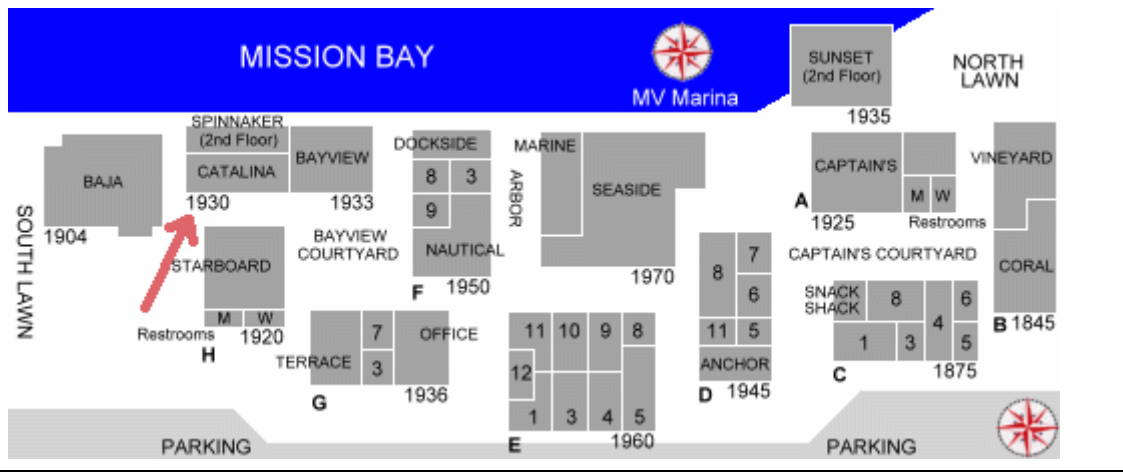 MISSION BAY
MV Marina
SUNSET
(2nd Floor)
1935
NORTH
LAWN
SPINNAKER
(2nd Floor)
CATALINA
1930
BAYVIEW
1933
BAJA
1904
SOUTH LAWN
DOCKSIDE
8 3
9
NAUTICAL
F 1950
MARINE
ARBOR
SEASIDE
1970
CAPTAIN'S
M W
A
1925
Restrooms
VINEYARD
CORAL
B 1845
STARBOARD
M W
Restrooms
1920
H
BAYVIEW
COURTYARD
CAPTAIN'S COURTYARD
7
8
6
11 5
ANCHOR
D 1945
SNACK
SHACK
8 6
4
1 3 5
C 1875
7
OFFICE
TERRACE
3
G 1936
11 10 9 8
12
1 3 4 5
E 1960
PARKING
PARKING